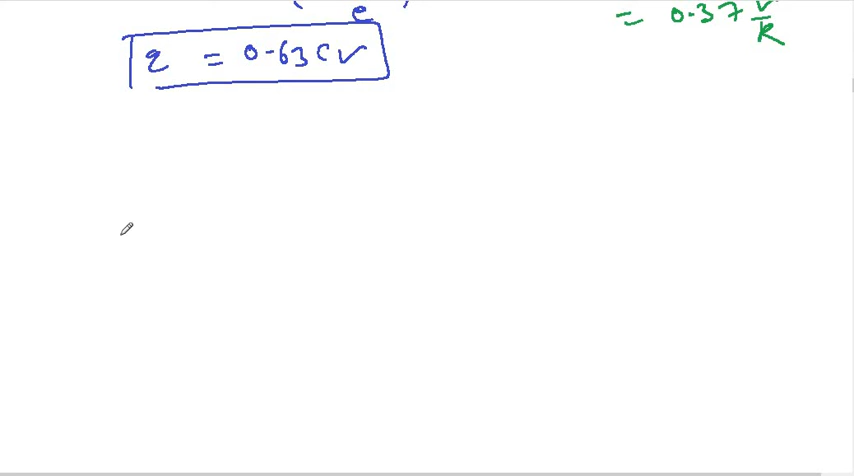 = 0.37 V/R
e
q = 0.63 CV